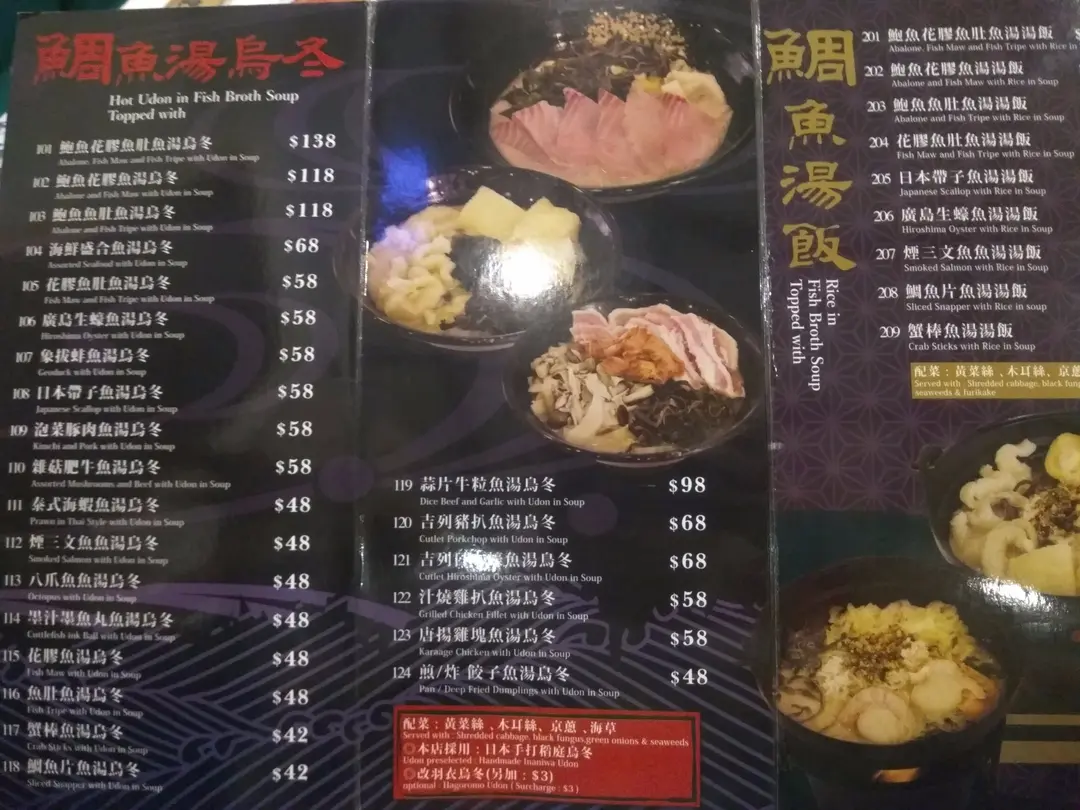 鯛魚湯烏冬
Hot Udon in Fish Broth Soup
Topped with
101 鮑魚花膠魚肚魚湯烏冬 $138
Abalone, Fish Maw and Fish Tripe with Udon in Soup
102 鮑魚花膠魚湯烏冬 $118
Abalone and Fish Maw with Udon in Soup
103 鮑魚魚肚魚湯烏冬 $118
Abalone and Fish Tripe with Udon in Soup
104 海鮮盛合魚湯烏冬 $68
Assorted Seafood with Udon in Soup
105 花膠魚肚魚湯烏冬 $58
Fish Maw and Fish Tripe with Udon in Soup
106 廣島生蠔魚湯烏冬 $58
Hiroshima Oyster with Udon in Soup
107 象拔蚌魚湯烏冬 $58
Geoduck with Udon in Soup
108 日本帶子魚湯烏冬 $58
Japanese Scallop with Udon in Soup
109 泡菜豚肉魚湯烏冬 $58
Kimchi and Pork with Udon in Soup
110 雜菇肥牛魚湯烏冬 $58
Assorted Mushrooms and Beef with Udon in Soup
111 泰式海蝦魚湯烏冬 $48
Prawn in Thai Style with Udon in Soup
112 煙三文魚魚湯烏冬 $48
Smoked Salmon with Udon in Soup
113 八爪魚魚湯烏冬 $48
Octopus with Udon in Soup
114 墨汁墨魚丸魚湯烏冬 $48
Cuttlefish ink Ball with Udon in Soup
115 花膠魚湯烏冬 $48
Fish Maw with Udon in Soup
116 魚肚魚湯烏冬 $48
Fish Tripe with Udon in Soup
117 蟹棒魚湯烏冬 $42
Crab Sticks with Udon in Soup
118 鯛魚片魚湯烏冬 $42
Sliced Snapper with Udon in Soup
119 蒜片牛粒魚湯烏冬 $98
Dice Beef and Garlic with Udon in Soup
120 吉列豬扒魚湯烏冬 $68
Cutlet Porkchop with Udon in Soup
121 吉列 蠔魚湯烏冬 $68
Cutlet Hiroshima Oyster with Udon in Soup
122 汁燒雞扒魚湯烏冬 $58
Grilled Chicken Fillet with Udon in Soup
123 唐揚雞塊魚湯烏冬 $58
Karaage Chicken with Udon in Soup
124 煎/炸 餃子魚湯烏冬 $48
Pan / Deep Fried Dumplings with Udon in Soup
配菜：黃菜絲、木耳絲、京蔥、海草
Served with : Shredded cabbage, black fungus,green onions & seaweeds
◎本店採用：日本手打稻庭烏冬
Udon preselected : Handmade Inaniwa Udon
◎改羽衣烏冬(另加：$3)
optional : Hagoromo Udon ( Surcharge : $3 )
鯛魚湯飯
Rice in
Fish Broth Soup
Topped with
201 鮑魚花膠魚肚魚湯湯飯 $
Abalone, Fish Maw and Fish Tripe with Rice in
202 鮑魚花膠魚湯湯飯
Abalone and Fish Maw with Rice in Soup
203 鮑魚魚肚魚湯湯飯
Abalone and Fish Tripe with Rice in Soup
204 花膠魚肚魚湯湯飯
Fish Maw and Fish Tripe with Rice in Soup
205 日本帶子魚湯湯飯
Japanese Scallop with Rice in Soup
206 廣島生蠔魚湯湯飯
Hiroshima Oyster with Rice in Soup
207 煙三文魚魚湯湯飯
Smoked Salmon with Rice in Soup
208 鯛魚片魚湯湯飯
Sliced Snapper with Rice in soup
209 蟹棒魚湯湯飯
Crab Sticks with Rice in Soup
配菜：黃菜絲、木耳絲、京蔥
Served with : Shredded cabbage, black fung
seaweeds & furikake